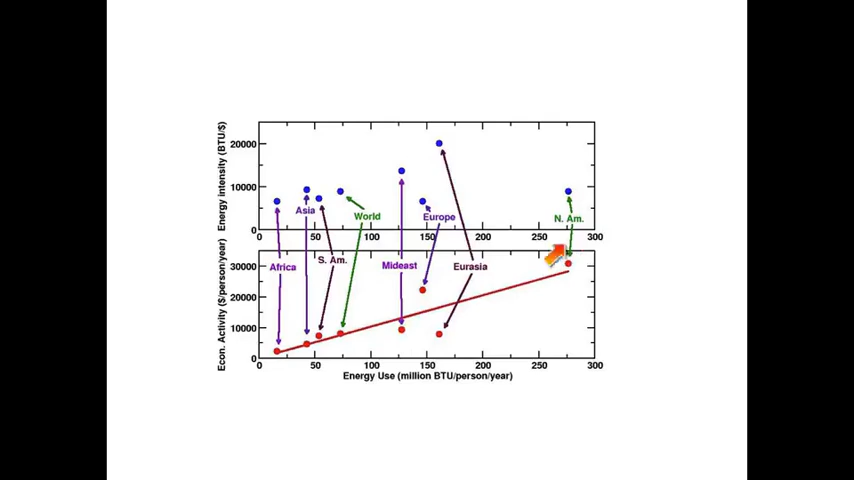 Energy intensity (BTU/$)
20000
10000
0
Asia
World
Europe
N. Am.
0 50 100 150 200 250 300
Econ. Activity ($/person/year)
30000
20000
10000
0
Africa
S. Am.
Mideast
Eurasia
0 50 100 150 200 250 300
Energy Use (million BTU/person/year)